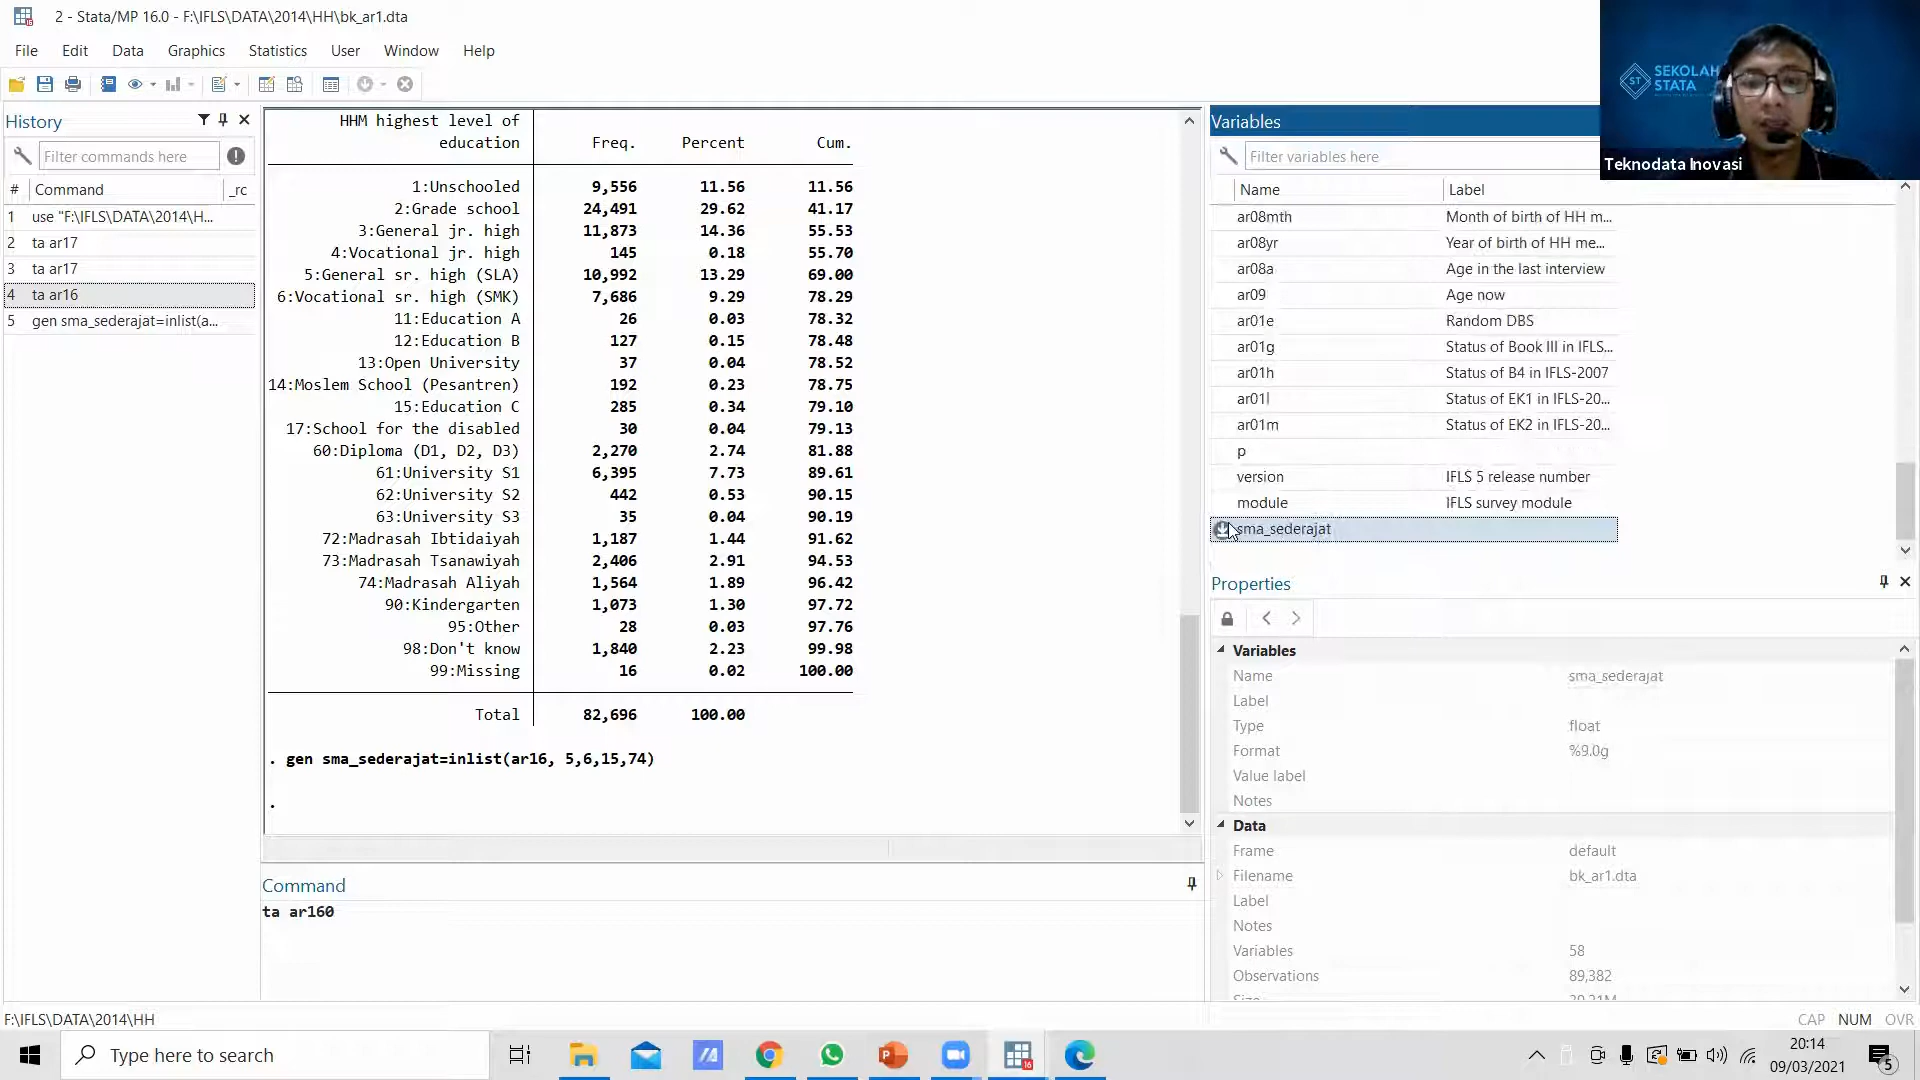 2 - Stata/MP 16.0 - F:\IFLS\DATA\2014\HH\bk_ar1.dta
File Edit Data Graphics Statistics User Window Help
History
Filter commands here
# Command _rc
1 use "F:\IFLS\DATA\2014\H...
2 ta ar17
3 ta ar17
4 ta ar16
5 gen sma_sederajat=inlist(a...
HHM highest level of
education Freq. Percent Cum.
1:Unschooled 9,556 11.56 11.56
2:Grade school 24,491 29.62 41.17
3:General jr. high 11,873 14.36 55.53
4:Vocational jr. high 145 0.18 55.70
5:General sr. high (SLA) 10,992 13.29 69.00
6:Vocational sr. high (SMK) 7,686 9.29 78.29
11:Education A 26 0.03 78.32
12:Education B 127 0.15 78.48
13:Open University 37 0.04 78.52
14:Moslem School (Pesantren) 192 0.23 78.75
15:Education C 285 0.34 79.10
17:School for the disabled 30 0.04 79.13
60:Diploma (D1, D2, D3) 2,270 2.74 81.88
61:University S1 6,395 7.73 89.61
62:University S2 442 0.53 90.15
63:University S3 35 0.04 90.19
72:Madrasah Ibtidaiyah 1,187 1.44 91.62
73:Madrasah Tsanawiyah 2,406 2.91 94.53
74:Madrasah Aliyah 1,564 1.89 96.42
90:Kindergarten 1,073 1.30 97.72
95:Other 28 0.03 97.76
98:Don't know 1,840 2.23 99.98
99:Missing 16 0.02 100.00
Total 82,696 100.00
. gen sma_sederajat=inlist(ar16, 5,6,15,74)
.
Command
ta ar160
Variables
Filter variables here
Name Label
ar08mth Month of birth of HH m...
ar08yr Year of birth of HH me...
ar08a Age in the last interview
ar09 Age now
ar01e Random DBS
ar01g Status of Book III in IFLS...
ar01h Status of B4 in IFLS-2007
ar01l Status of EK1 in IFLS-20...
ar01m Status of EK2 in IFLS-20...
p
version IFLS 5 release number
module IFLS survey module
sma_sederajat
Properties
Variables
Name sma_sederajat
Label
Type float
Format %9.0g
Value label
Notes
Data
Frame default
Filename bk_ar1.dta
Label
Notes
Variables 58
Observations 89,382
ST SEKOLAH
STATA
Teknodata Inovasi
F:\IFLS\DATA\2014\HH
CAP NUM OVR
Type here to search
20:14
09/03/2021
5